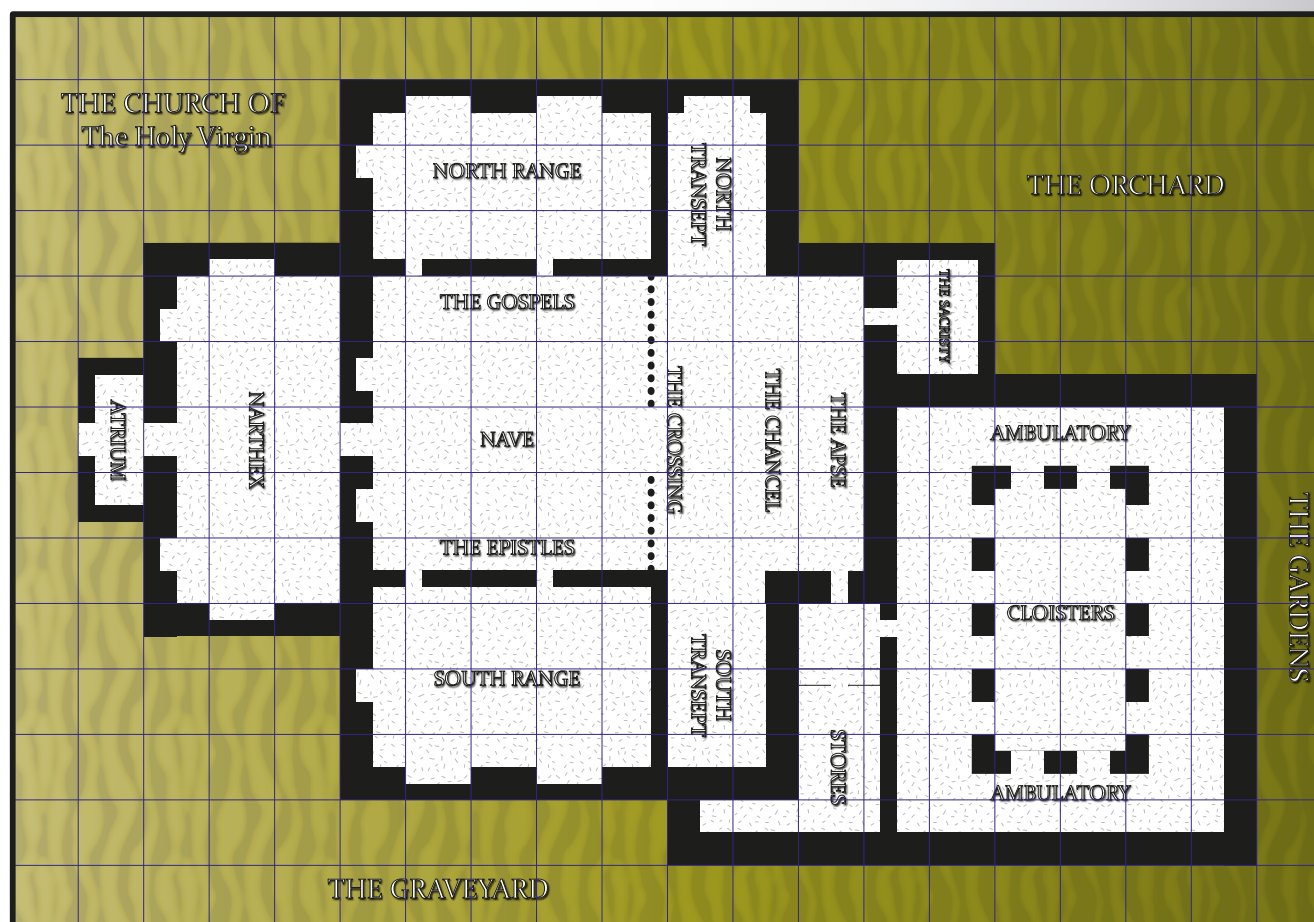 THE CHURCH OF
The Holy Virgin
NORTH RANGE
NORTH
TRANSEPT
THE ORCHARD
THE GOSPELS
THE SACRISTY
ATRIUM
NARTHEX
NAVE
THE CROSSING
THE CHANCEL
THE APSE
AMBULATORY
THE EPISTLES
CLOISTERS
THE GARDENS
SOUTH RANGE
SOUTH
TRANSEPT
STORES
AMBULATORY
THE GRAVEYARD